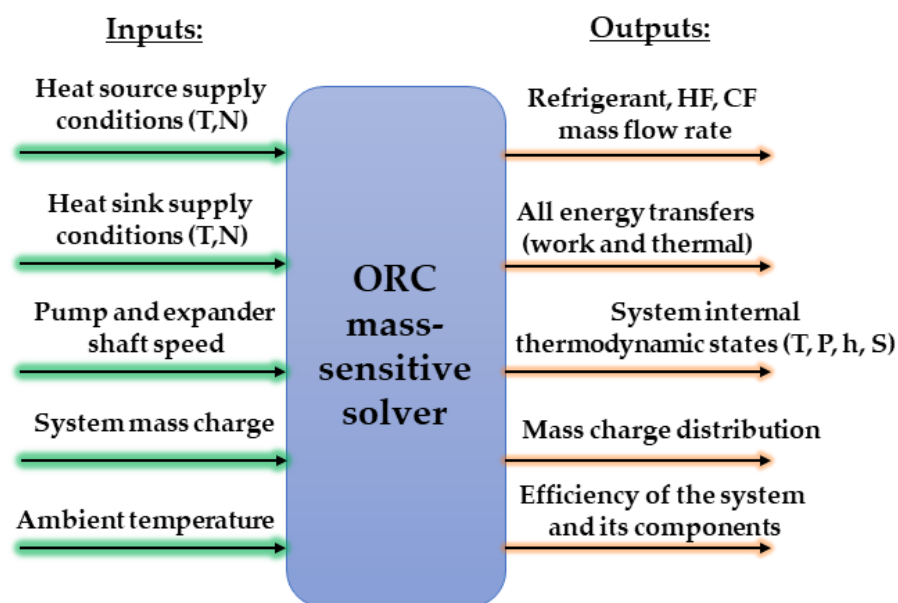 Inputs:
Heat source supply
conditions (T,N)
Heat sink supply
conditions (T,N)
Pump and expander
shaft speed
System mass charge
Ambient temperature
ORC
mass-
sensitive
solver
Outputs:
Refrigerant, HF, CF
mass flow rate
All energy transfers
(work and thermal)
System internal
thermodynamic states (T, P, h, S)
Mass charge distribution
Efficiency of the system
and its components